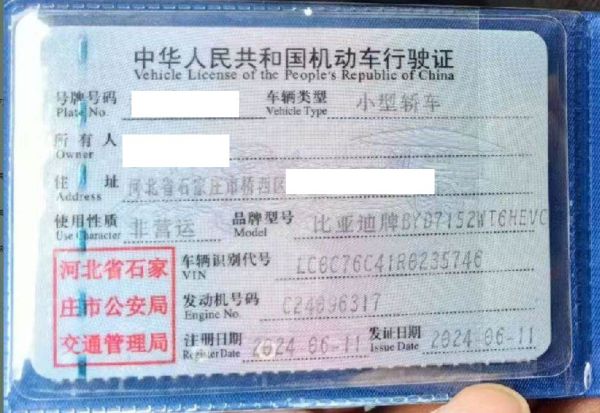 中华人民共和国机动车行驶证
Vehicle License of the People's Republic of China
号牌号码 车辆类型 小型轿车
Plate No. Vehicle Type
所有人
Owner
住址 河北省石家庄市桥西区
Address
使用性质 非营运 品牌型号 比亚迪牌BYD7152WT6HEVC
Use Character Model
河北省石家
庄市公安局
交通管理局
车辆识别代号 LC0C76C41R0235746
VIN
发动机号码 C24096317
Engine No.
注册日期 2024-06-11 发证日期 2024-06-11
Register Date Issue Date